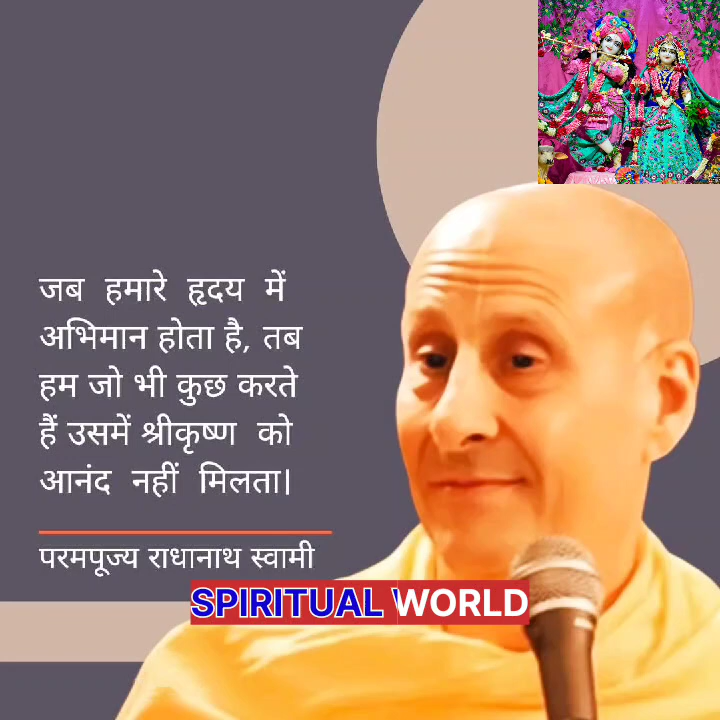 जब हमारे हृदय में
अभिमान होता है, तब
हम जो भी कुछ करते
हैं उसमें श्रीकृष्ण को
आनंद नहीं मिलता।
परमपूज्य राधानाथ स्वामी
SPIRITUAL WORLD